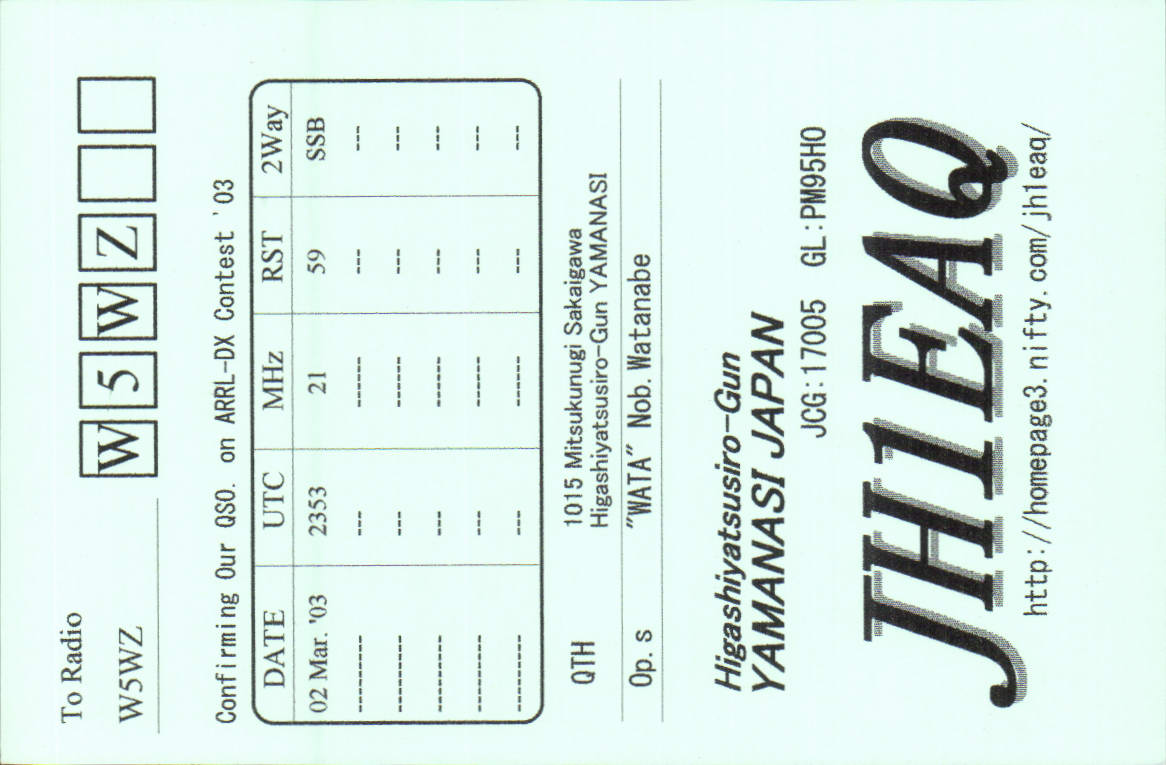 To Radio
W5WZ
W 5 W Z
Confirming Our QSO. on ARRL-DX Contest '03
DATE UTC MHz RST 2Way
02 Mar. '03 2353 21 59 SSB
--------- --- ------ --- ---
--------- --- ------ --- ---
--------- --- ------ --- ---
--------- --- ------ --- ---
--------- --- ------ --- ---
QTH 1015 Mitsukunugi Sakaigawa
Higashiyatsusiro-Gun YAMANASI
Op. s "WATA" Nob. Watanabe
Higashiyatsusiro-Gun
YAMANASI JAPAN
JCG:17005 GL:PM95HO
JH1EAQ
http://homepage3.nifty.com/jh1eaq/